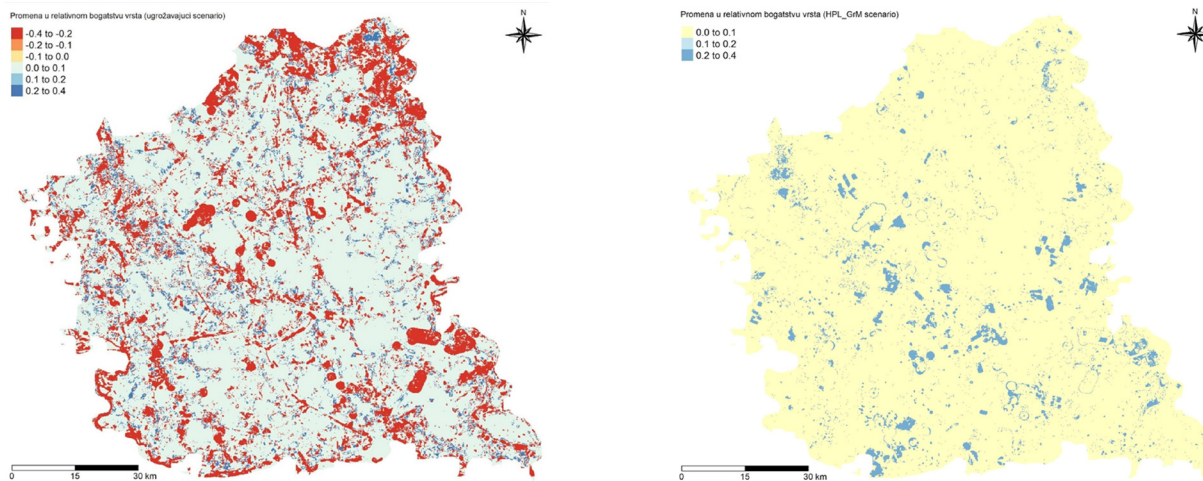 Promena u relativnom bogatstvu vrsta (ugrožavajuci scenario)
-0.4 to -0.2
-0.2 to -0.1
-0.1 to 0.0
0.0 to 0.1
0.1 to 0.2
0.2 to 0.4
N
0 15 30 km
Promena u relativnom bogatstvu vrsta (HPL_GrM scenario)
0.0 to 0.1
0.1 to 0.2
0.2 to 0.4
N
0 15 30 km